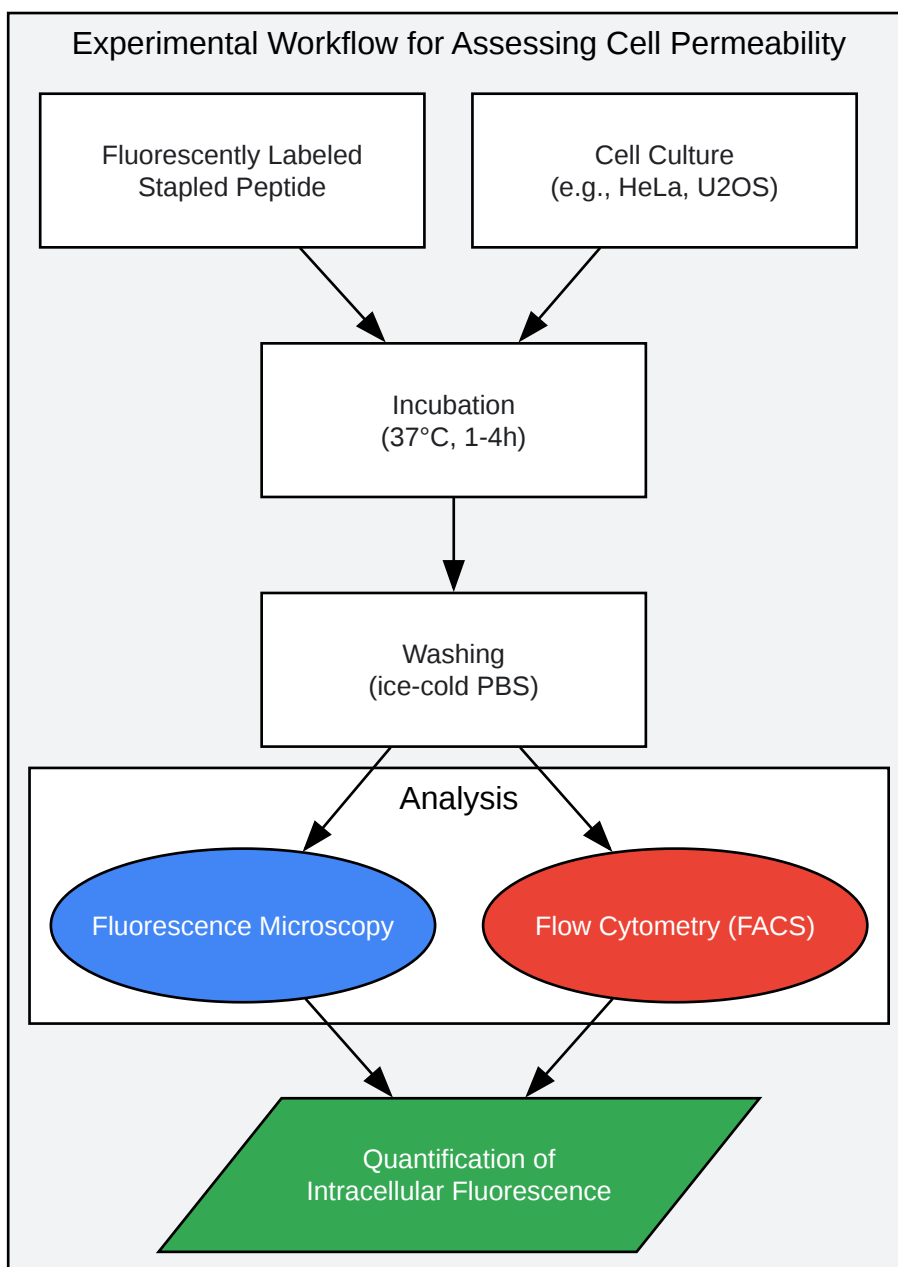 Experimental Workflow for Assessing Cell Permeability
Fluorescently Labeled
Stapled Peptide
Cell Culture
(e.g., HeLa, U2OS)
Incubation
(37°C, 1-4h)
Washing
(ice-cold PBS)
Analysis
Fluorescence Microscopy
Flow Cytometry (FACS)
Quantification of
Intracellular Fluorescence